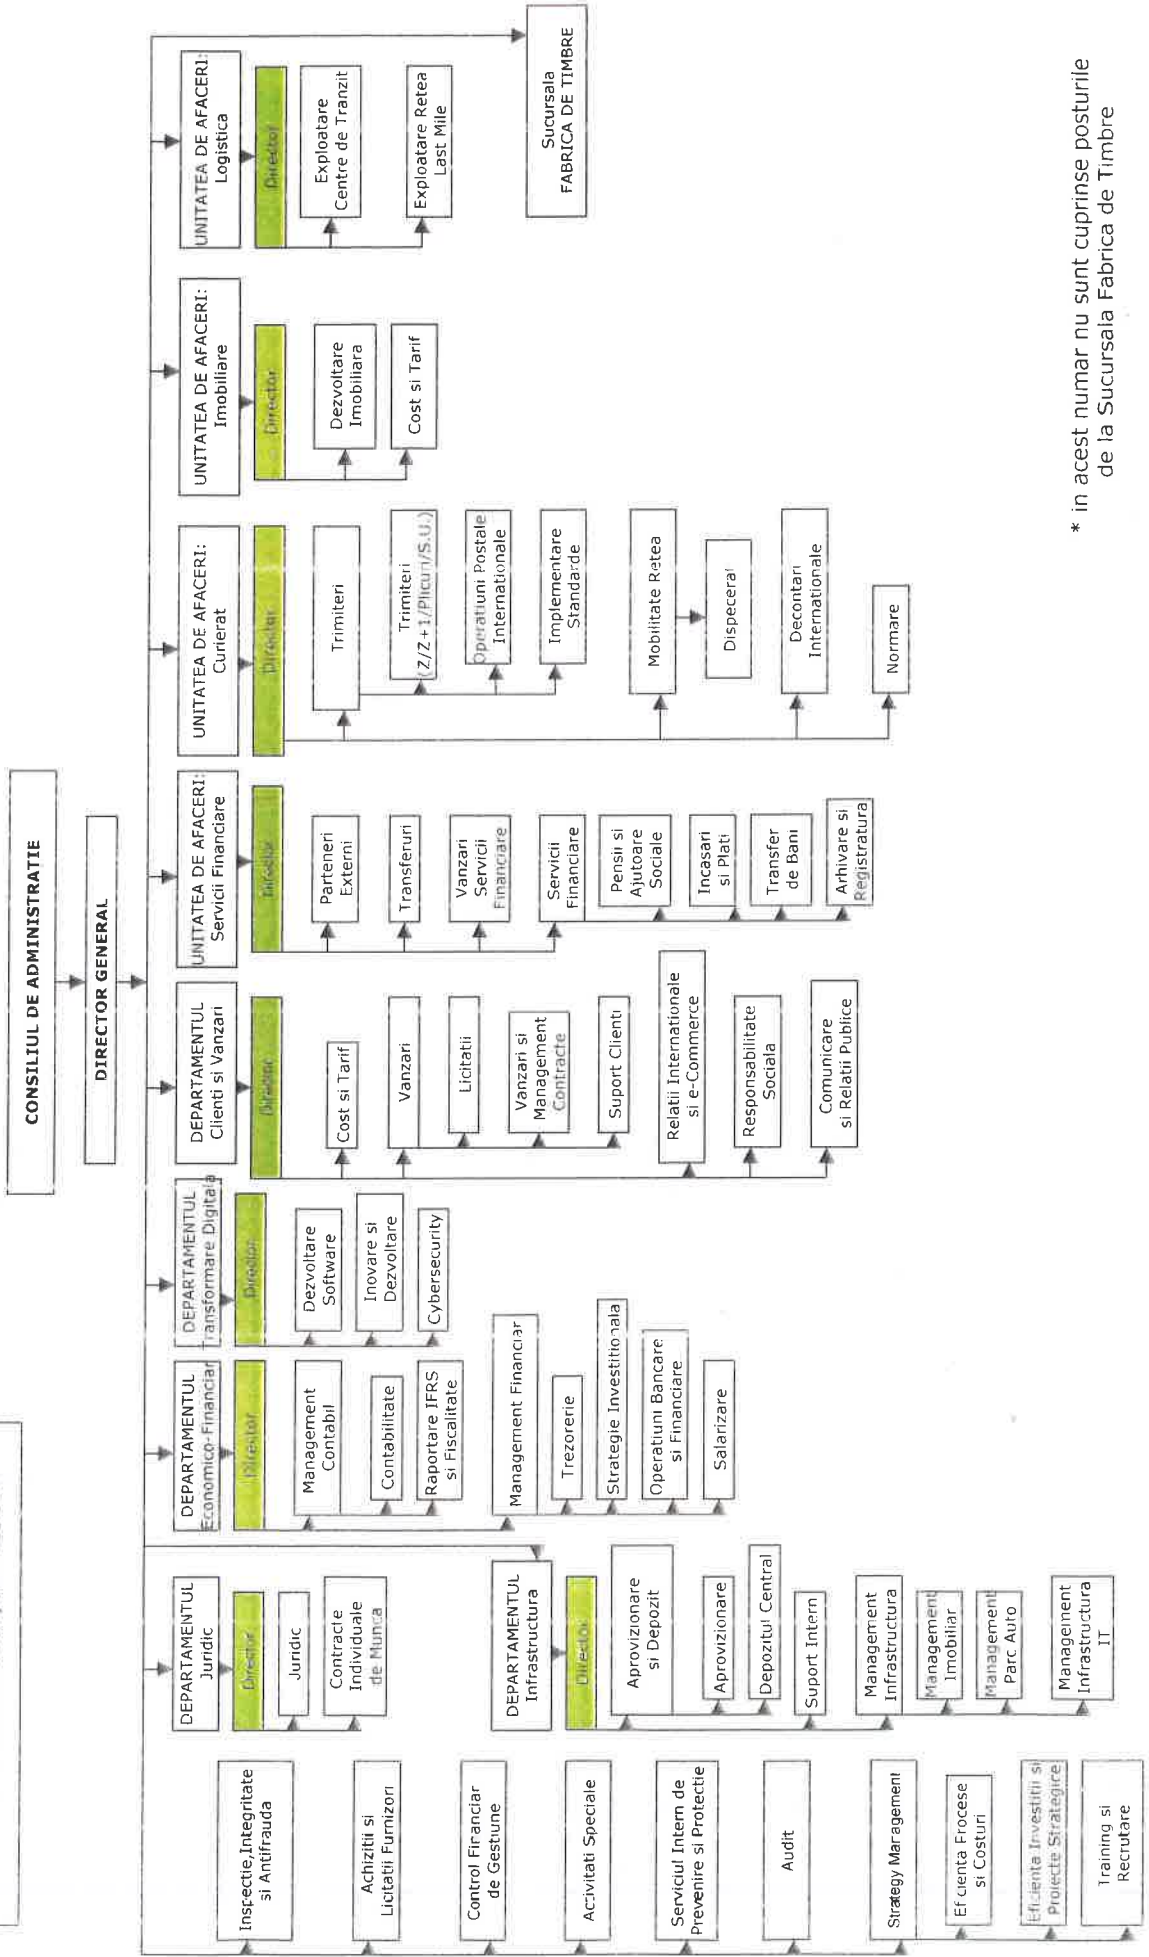 CONSILIUL DE ADMINISTRATIE
DIRECTOR GENERAL
Inspectie,Integritate
si Antifrauda
Achizitii si
Licitatii Furnizori
Control Financiar
de Gestiune
Activitati Speciale
Serviciul Intern de
Prevenire si Protectie
Audit
Strategy Management
Eficienta Procese
si Costuri
Eficienta Investitii si
Proiecte Strategice
Training si
Recrutare
DEPARTAMENTUL
Juridic
Director
Juridic
Contracte
Individuale
de Munca
DEPARTAMENTUL
Infrastructura
Director
Aprovizionare
si Depozit
Aprovizionare
Depozitul Central
Suport Intern
Management
Infrastructura
Management
Imobiliar
Management
Parc Auto
Management
Infrastructura
IT
DEPARTAMENTUL
Economico-Financiar
Director
Management
Contabil
Contabilitate
Raportare IFRS
si Fiscalitate
Management Financiar
Trezorerie
Strategie Investitionala
Operatiuni Bancare
si Financiare
Salarizare
DEPARTAMENTUL
Transformare Digitala
Director
Dezvoltare
Software
Inovare si
Dezvoltare
Cybersecurity
DEPARTAMENTUL
Clienti si Vanzari
Director
Cost si Tarif
Vanzari
Licitatii
Vanzari si
Management
Contracte
Suport Clienti
Relatii Internationale
si e-Commerce
Responsabilitate
Sociala
Comunicare
si Relatii Publice
UNITATEA DE AFACERI:
Servicii Financiare
Director
Parteneri
Externi
Transferuri
Vanzari
Servicii
Financiare
Servicii
Financiare
Pensii si
Ajutoare
Sociale
Incasari
si Plati
Transfer
de Bani
Arhivare si
Registratura
UNITATEA DE AFACERI:
Curierat
Director
Trimiteri
Trimiteri
(Z/Z+1/Plicuri/S.U.)
Operatiuni Postale
Internationale
Implementare
Standarde
Mobilitate Retea
Dispecerat
Decontari
Internationale
Normare
UNITATEA DE AFACERI:
Imobiliare
Director
Dezvoltare
Imobiliara
Cost si Tarif
UNITATEA DE AFACERI:
Logistica
Director
Exploatare
Centre de Tranzit
Exploatare Retea
Last Mile
Sucursala
FABRICA DE TIMBRE
* in acest numar nu sunt cuprinse posturile
de la Sucursala Fabrica de Timbre